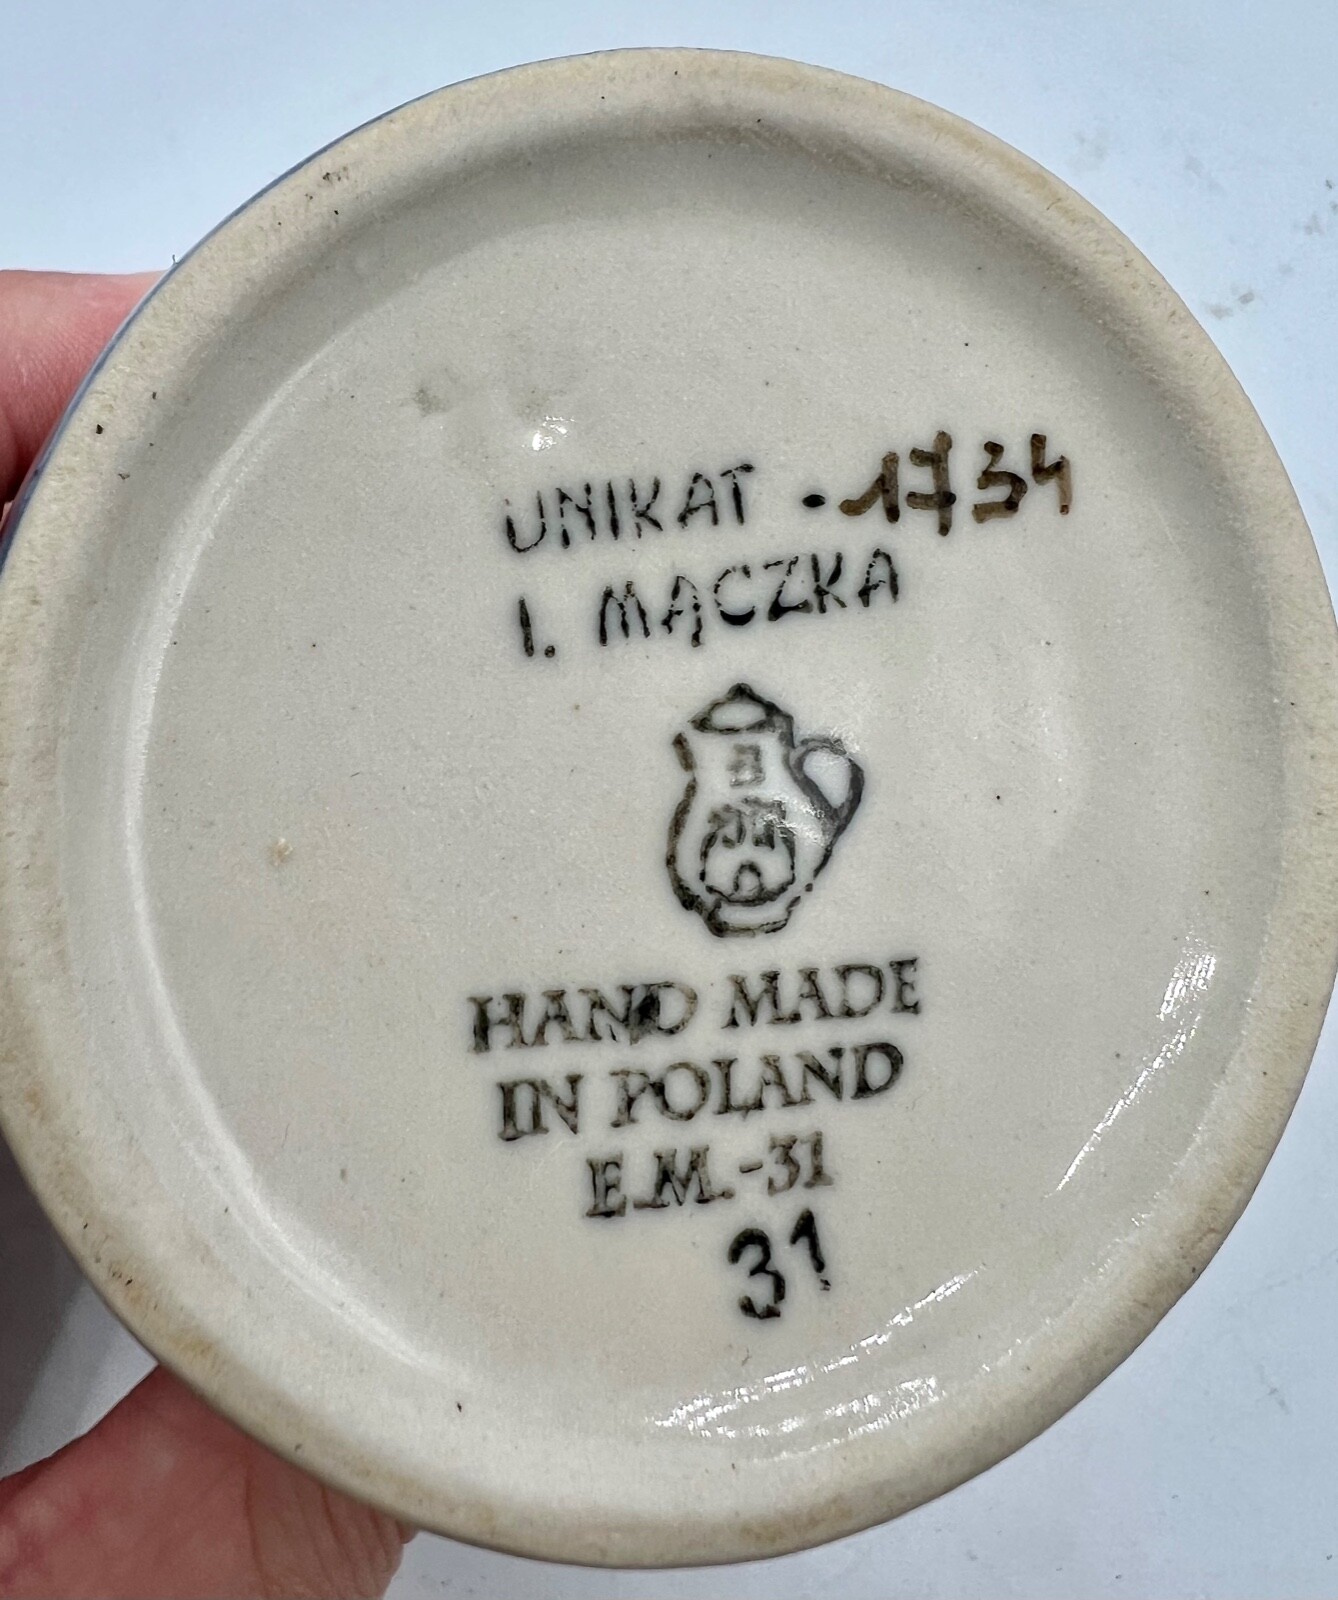 UNIKAT · 1734
I. MĄCZKA
HAND MADE
IN POLAND
E.M.-31
31